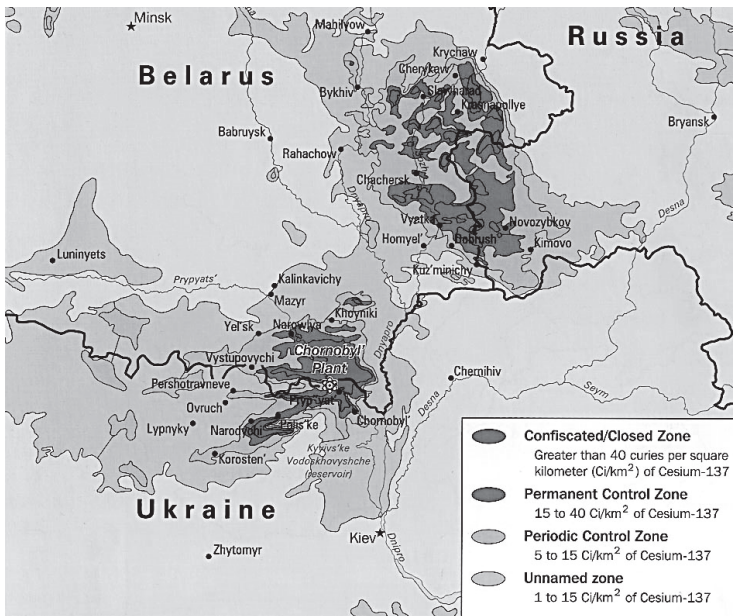 Minsk
Mahilyow
Russia
Krychaw
Belarus
Cherykaw
Bykhiv
Slawharad
Krasnapollye
Babruysk
Bryansk
Rahachow
Chachersk
Sozh
Dnyapro
Desna
Vyetka
Novozybkov
Luninyets
Homyel'
Dobrush
Kimovo
Kuz'minichy
Prypyats'
Kalinkavichy
Mazyr
Khoyniki
Yel'sk
Narowlya
Dnyapro
Chornobyl'
Plant
Vystupovychi
Chernihiv
Pershotravneve
Pryp'yat'
Desna
Seym
Ovruch
Chornobyl'
Lypnyky
Narodychi
Polis'ke
Kyyivs'ke
Vodoskhovyshche
(reservoir)
Korosten'
Ukraine
Kiev
Dnipro
Zhytomyr
Confiscated/Closed Zone
Greater than 40 curies per square
kilometer (Ci/km²) of Cesium-137
Permanent Control Zone
15 to 40 Ci/km² of Cesium-137
Periodic Control Zone
5 to 15 Ci/km² of Cesium-137
Unnamed zone
1 to 15 Ci/km² of Cesium-137